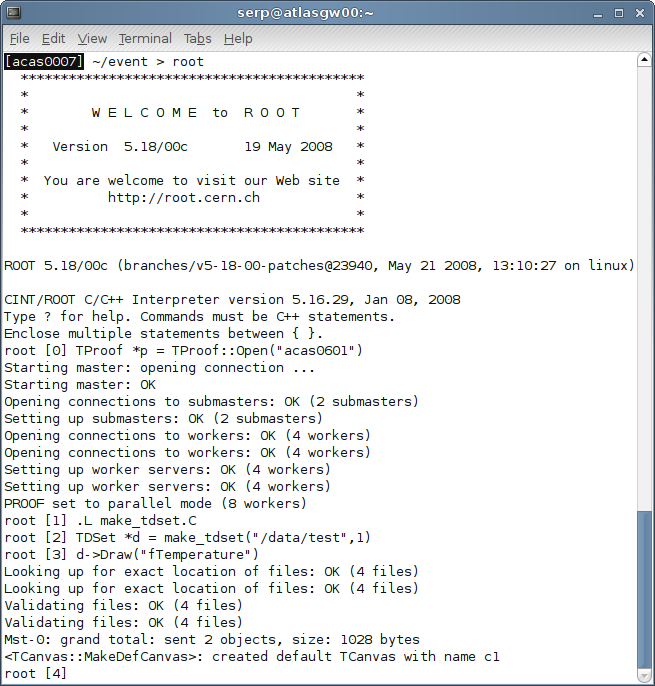 serp@atlasgw00:~
File Edit View Terminal Tabs Help
[acas0007] ~/event > root
*******************************************
* *
* W E L C O M E to R O O T *
* *
* Version 5.18/00c 19 May 2008 *
* *
* You are welcome to visit our Web site *
* http://root.cern.ch *
* *
*******************************************
ROOT 5.18/00c (branches/v5-18-00-patches@23940, May 21 2008, 13:10:27 on linux)
CINT/ROOT C/C++ Interpreter version 5.16.29, Jan 08, 2008
Type ? for help. Commands must be C++ statements.
Enclose multiple statements between { }.
root [0] TProof *p = TProof::Open("acas0601")
Starting master: opening connection ...
Starting master: OK
Opening connections to submasters: OK (2 submasters)
Setting up submasters: OK (2 submasters)
Opening connections to workers: OK (4 workers)
Opening connections to workers: OK (4 workers)
Setting up worker servers: OK (4 workers)
Setting up worker servers: OK (4 workers)
PROOF set to parallel mode (8 workers)
root [1] .L make_tdset.C
root [2] TDSet *d = make_tdset("/data/test",1)
root [3] d->Draw("fTemperature")
Looking up for exact location of files: OK (4 files)
Looking up for exact location of files: OK (4 files)
Validating files: OK (4 files)
Validating files: OK (4 files)
Mst-0: grand total: sent 2 objects, size: 1028 bytes
<TCanvas::MakeDefCanvas>: created default TCanvas with name c1
root [4]